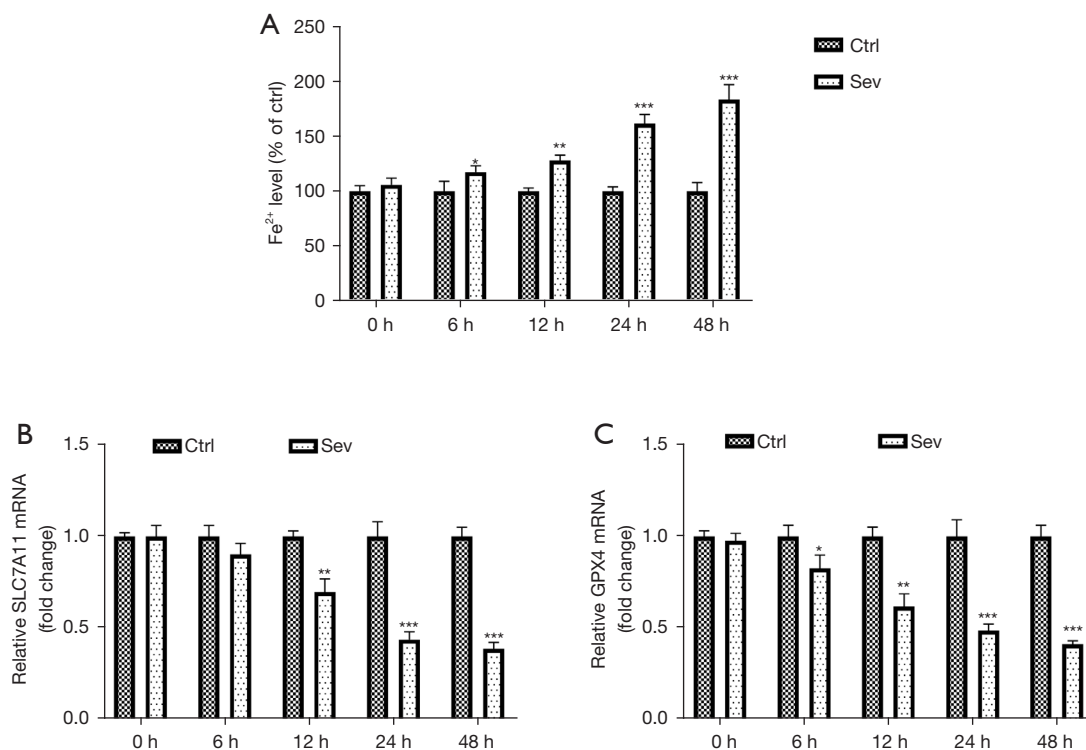 A
250
200
150
100
50
0
Fe²⁺ level (% of ctrl)
Ctrl
Sev
*
**
***
***
0 h 6 h 12 h 24 h 48 h
B
Ctrl Sev
1.5
1.0
0.5
0.0
Relative SLC7A11 mRNA
(fold change)
**
***
***
0 h 6 h 12 h 24 h 48 h
C
Ctrl Sev
1.5
1.0
0.5
0.0
Relative GPX4 mRNA
(fold change)
*
**
***
***
0 h 6 h 12 h 24 h 48 h